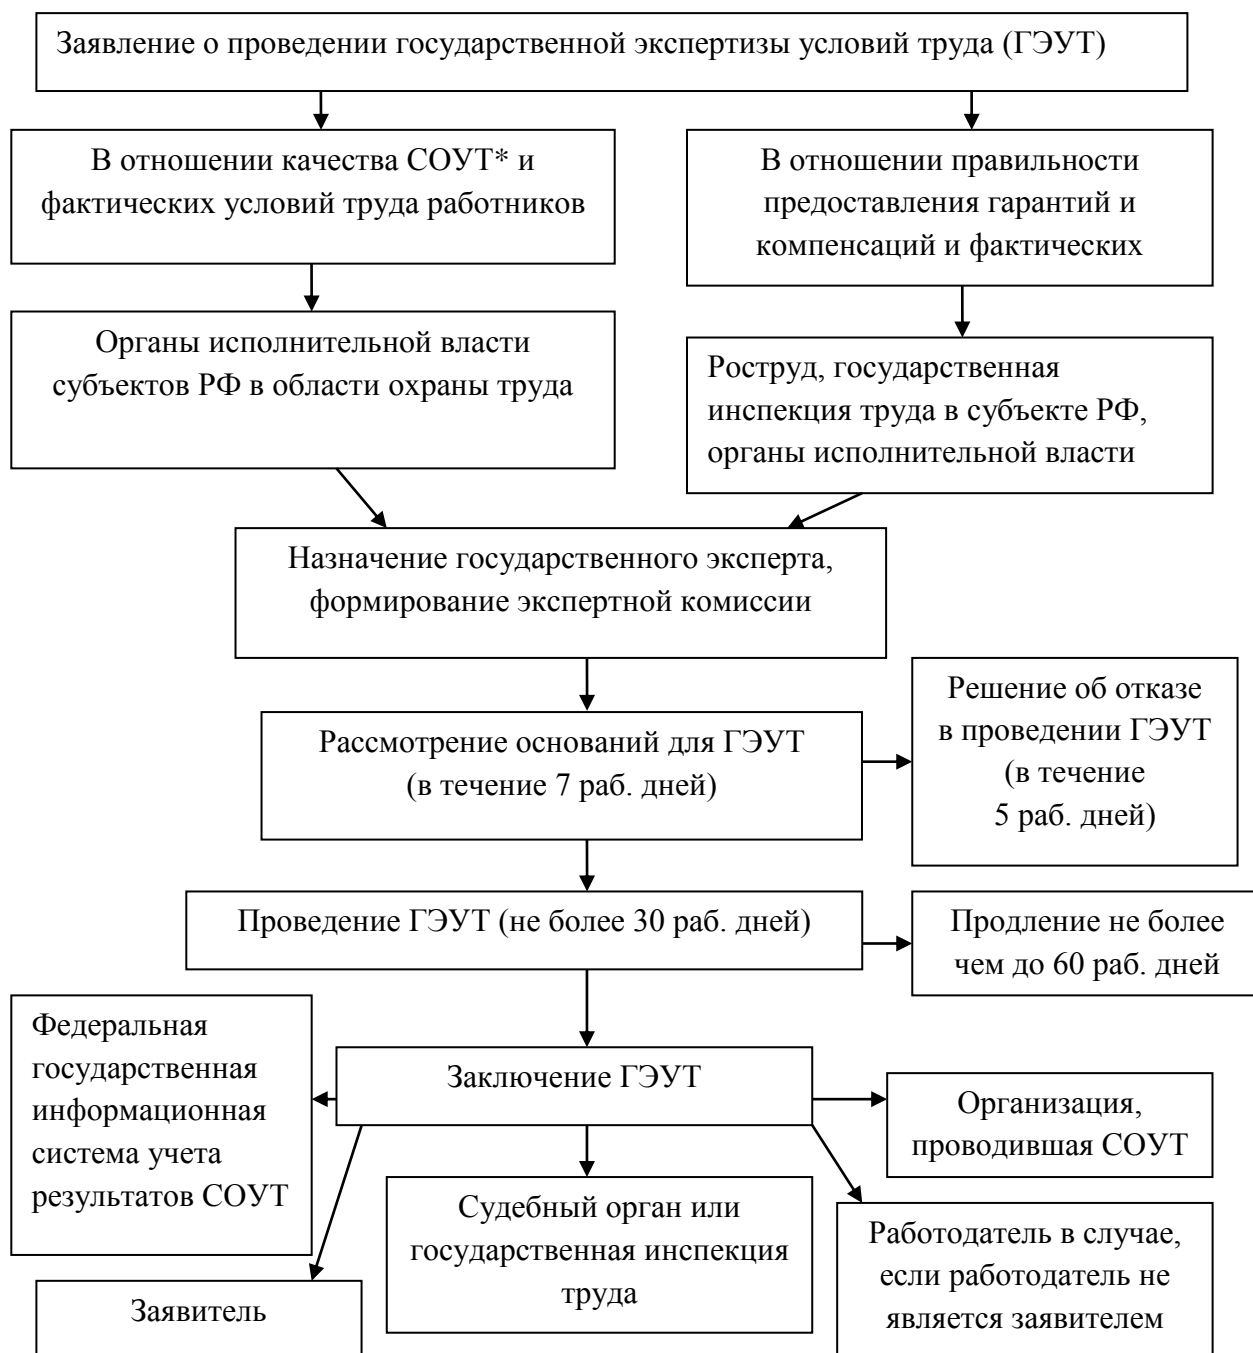 Заявление о проведении государственной экспертизы условий труда (ГЭУТ)
В отношении качества СОУТ* и
фактических условий труда работников
В отношении правильности
предоставления гарантий и
компенсаций и фактических
Органы исполнительной власти
субъектов РФ в области охраны труда
Роструд, государственная
инспекция труда в субъекте РФ,
органы исполнительной власти
Назначение государственного эксперта,
формирование экспертной комиссии
Рассмотрение оснований для ГЭУТ
(в течение 7 раб. дней)
Решение об отказе
в проведении ГЭУТ
(в течение
5 раб. дней)
Проведение ГЭУТ (не более 30 раб. дней)
Продление не более
чем до 60 раб. дней
Федеральная
государственная
информационная
система учета
результатов СОУТ
Заключение ГЭУТ
Организация,
проводившая СОУТ
Заявитель
Судебный орган или
государственная инспекция
труда
Работодатель в случае,
если работодатель не
является заявителем